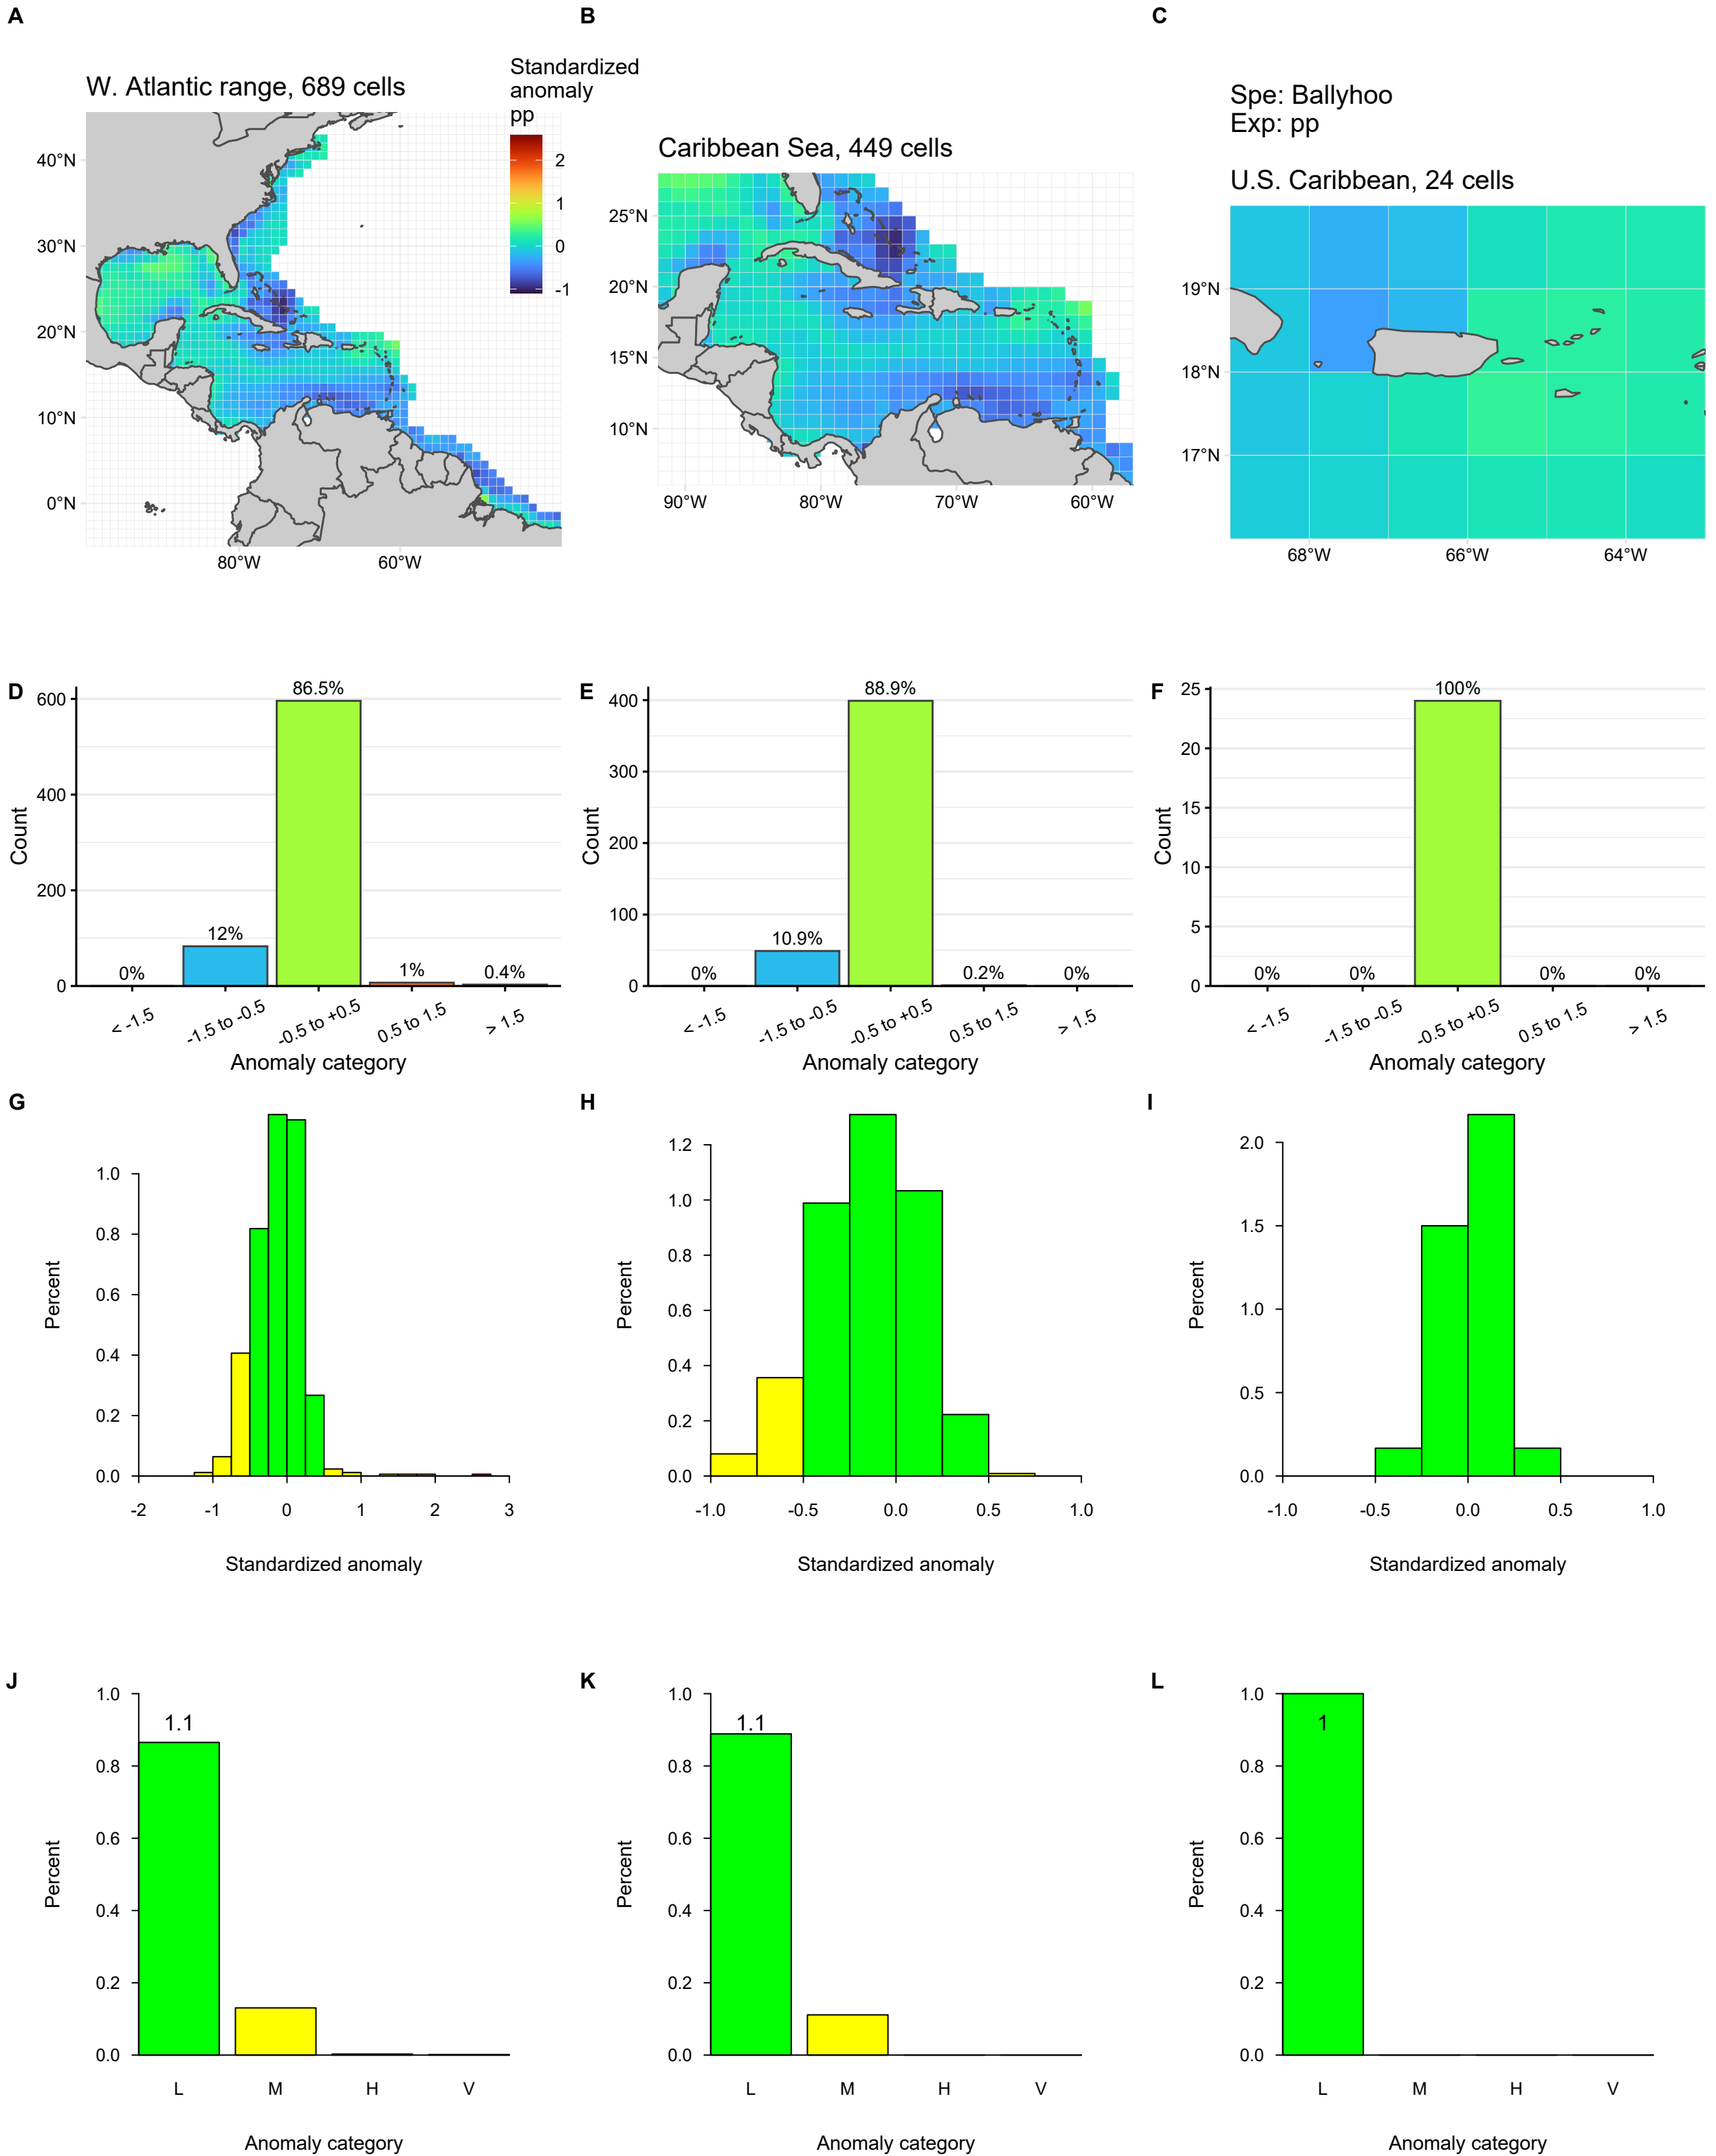 A
B
C
W. Atlantic range, 689 cells
Standardized
anomaly
pp
2
1
0
-1
40°N
30°N
20°N
10°N
0°N
80°W
60°W
Caribbean Sea, 449 cells
25°N
20°N
15°N
10°N
90°W
80°W
70°W
60°W
Spe: Ballyhoo
Exp: pp
U.S. Caribbean, 24 cells
19°N
18°N
17°N
68°W
66°W
64°W
D
600
400
200
0
Count
0%
12%
86.5%
1%
0.4%
< -1.5
-1.5 to -0.5
-0.5 to +0.5
0.5 to 1.5
> 1.5
Anomaly category
E
400
300
200
100
0
Count
0%
10.9%
88.9%
0.2%
0%
< -1.5
-1.5 to -0.5
-0.5 to +0.5
0.5 to 1.5
> 1.5
Anomaly category
F
25
20
15
10
5
0
Count
0%
0%
100%
0%
0%
< -1.5
-1.5 to -0.5
-0.5 to +0.5
0.5 to 1.5
> 1.5
Anomaly category
G
1.0
0.8
0.6
0.4
0.2
0.0
Percent
-2
-1
0
1
2
3
Standardized anomaly
H
1.2
1.0
0.8
0.6
0.4
0.2
0.0
Percent
-1.0
-0.5
0.0
0.5
1.0
Standardized anomaly
I
2.0
1.5
1.0
0.5
0.0
Percent
-1.0
-0.5
0.0
0.5
1.0
Standardized anomaly
J
1.0
0.8
0.6
0.4
0.2
0.0
Percent
1.1
L
M
H
V
Anomaly category
K
1.0
0.8
0.6
0.4
0.2
0.0
Percent
1.1
L
M
H
V
Anomaly category
L
1.0
0.8
0.6
0.4
0.2
0.0
Percent
1
L
M
H
V
Anomaly category